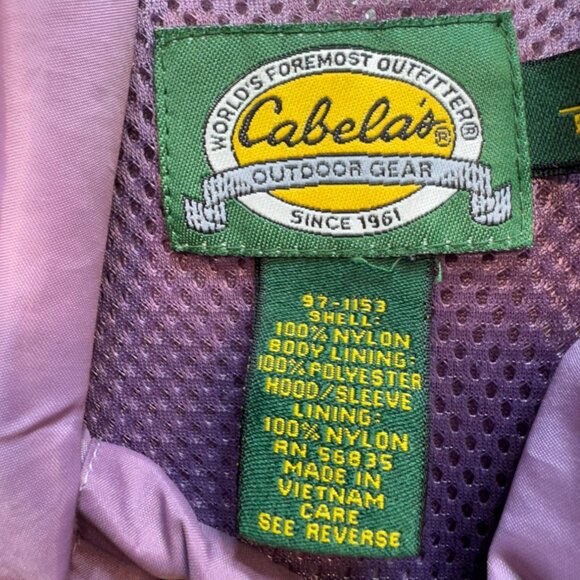 WORLD'S FOREMOST OUTFITTER®
Cabela's®
OUTDOOR GEAR
SINCE 1961
97-1153
SHELL:
100% NYLON
BODY LINING:
100% POLYESTER
HOOD/SLEEVE
LINING:
100% NYLON
RN 56835
MADE IN
VIETNAM
CARE
SEE REVERSE